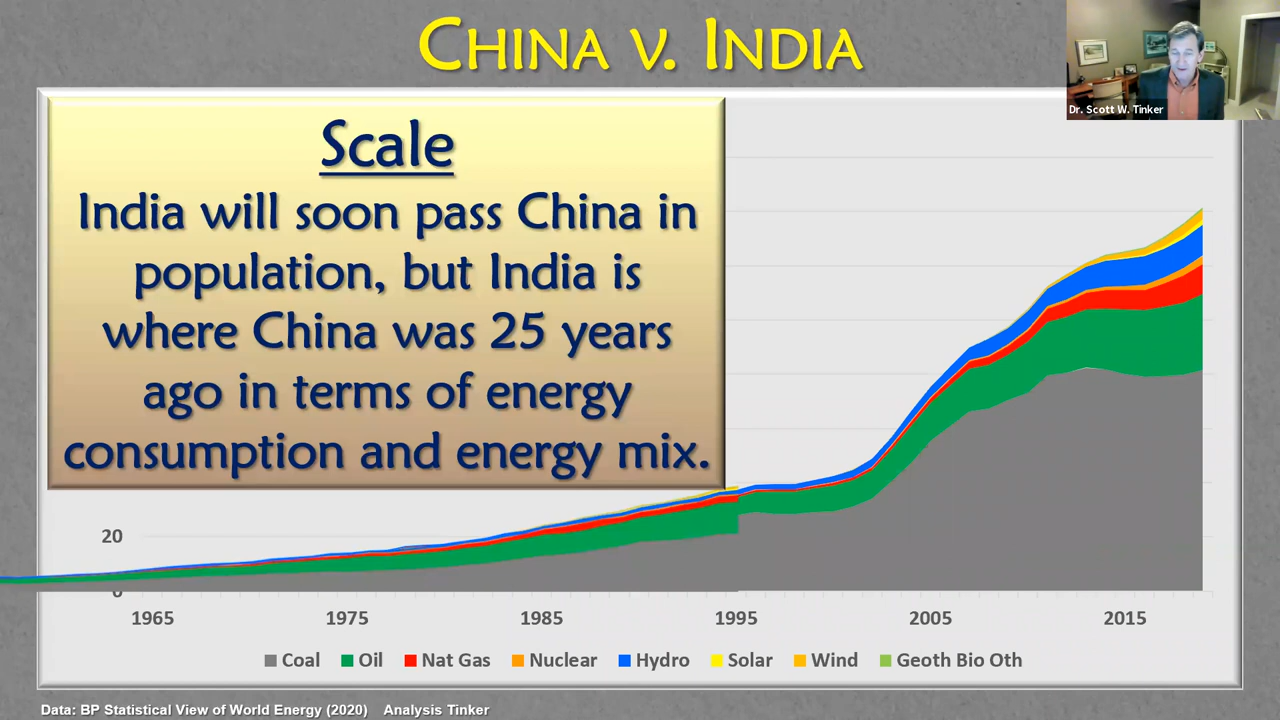 CHINA V. INDIA
Dr. Scott W. Tinker
Scale
India will soon pass China in
population, but India is
where China was 25 years
ago in terms of energy
consumption and energy mix.
20
0
1965 1975 1985 1995 2005 2015
Coal Oil Nat Gas Nuclear Hydro Solar Wind Geoth Bio Oth
Data: BP Statistical View of World Energy (2020) Analysis Tinker